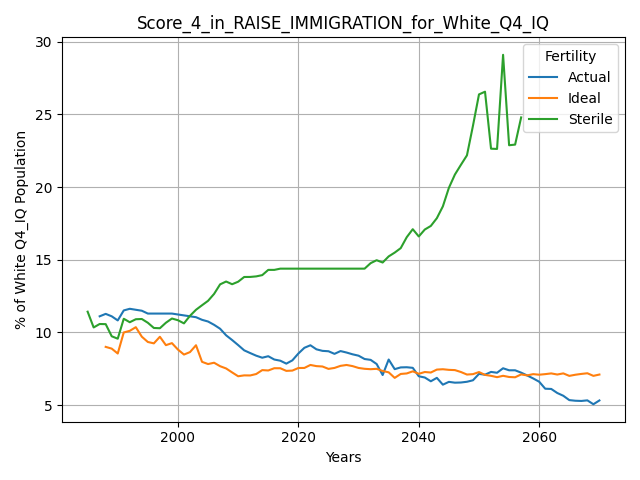 Score_4_in_RAISE_IMMIGRATION_for_White_Q4_IQ
30
25
20
15
10
5
% of White Q4_IQ Population
Fertility
Actual
Ideal
Sterile
2000
2020
2040
2060
Years